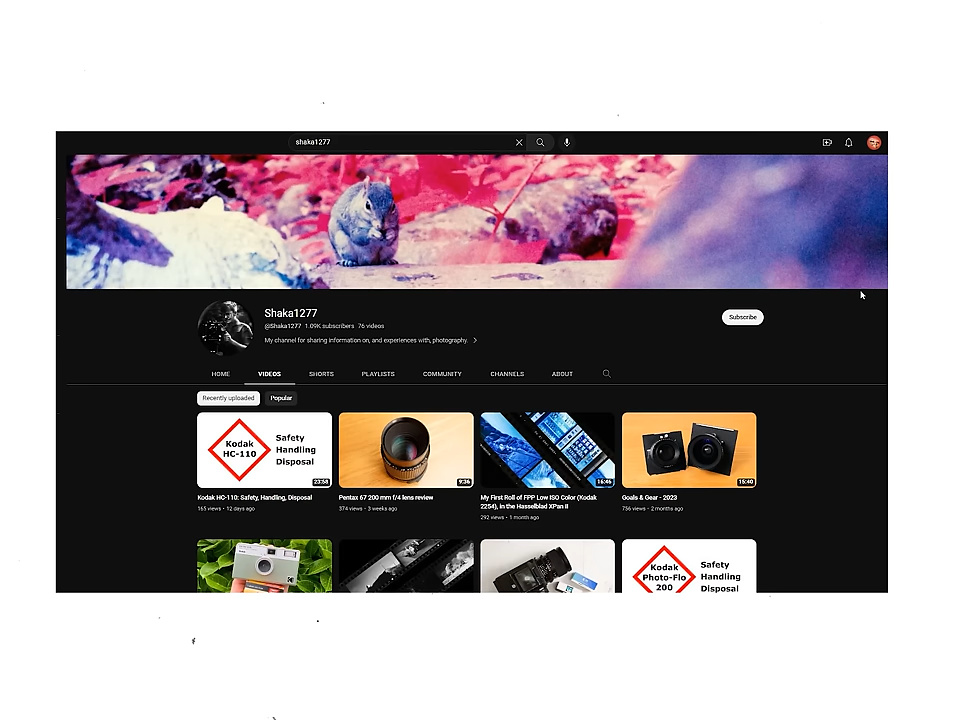 shaka1277
Shaka1277
@Shaka1277 1.09K subscribers 76 videos
My channel for sharing information on, and experiences with, photography.
Subscribe
HOME VIDEOS SHORTS PLAYLISTS COMMUNITY CHANNELS ABOUT
Recently uploaded Popular
Kodak
HC-110
Safety
Handling
Disposal
23:58
9:36
16:46
15:40
Kodak HC-110: Safety, Handling, Disposal
165 views • 12 days ago
Pentax 67 200 mm f/4 lens review
374 views • 3 weeks ago
My First Roll of FPP Low ISO Color (Kodak
2254), in the Hasselblad XPan II
292 views • 1 month ago
Goals & Gear - 2023
756 views • 2 months ago
Kodak
Photo-Flo
200
Safety
Handling
Disposal